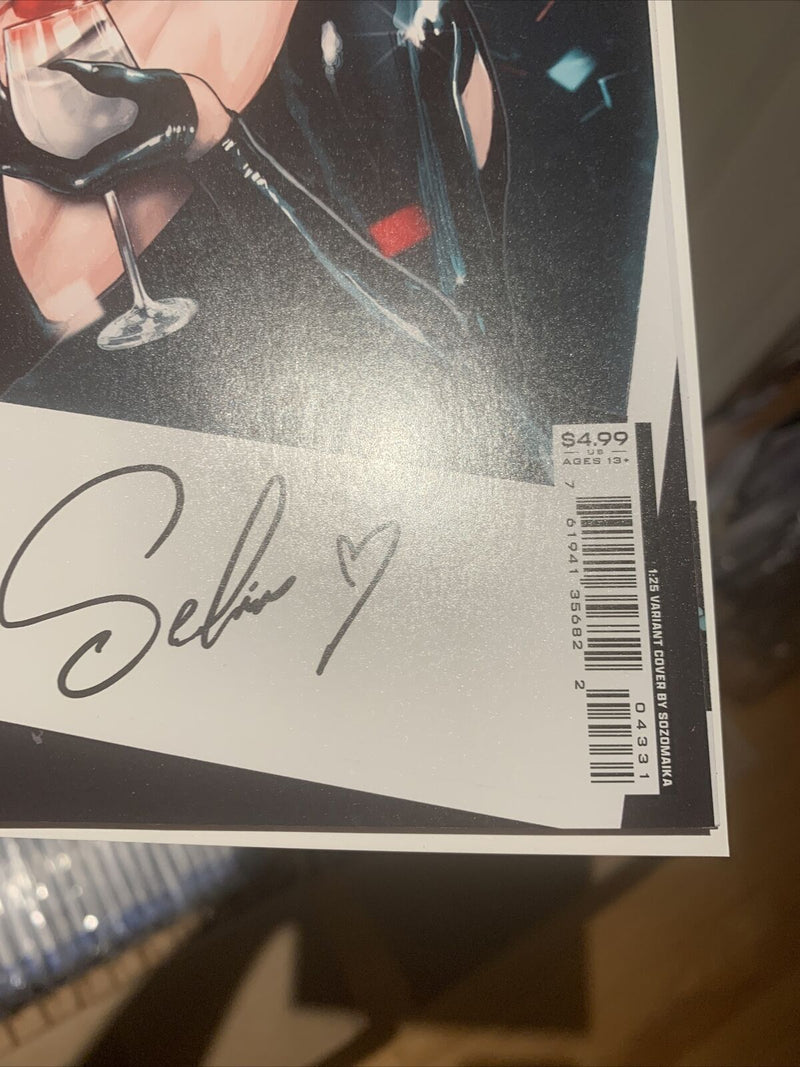 $4.99
US
AGES 13+
7 61941 35682 2
04331
1:25 VARIANT COVER BY SOZOMAIKA
Selina